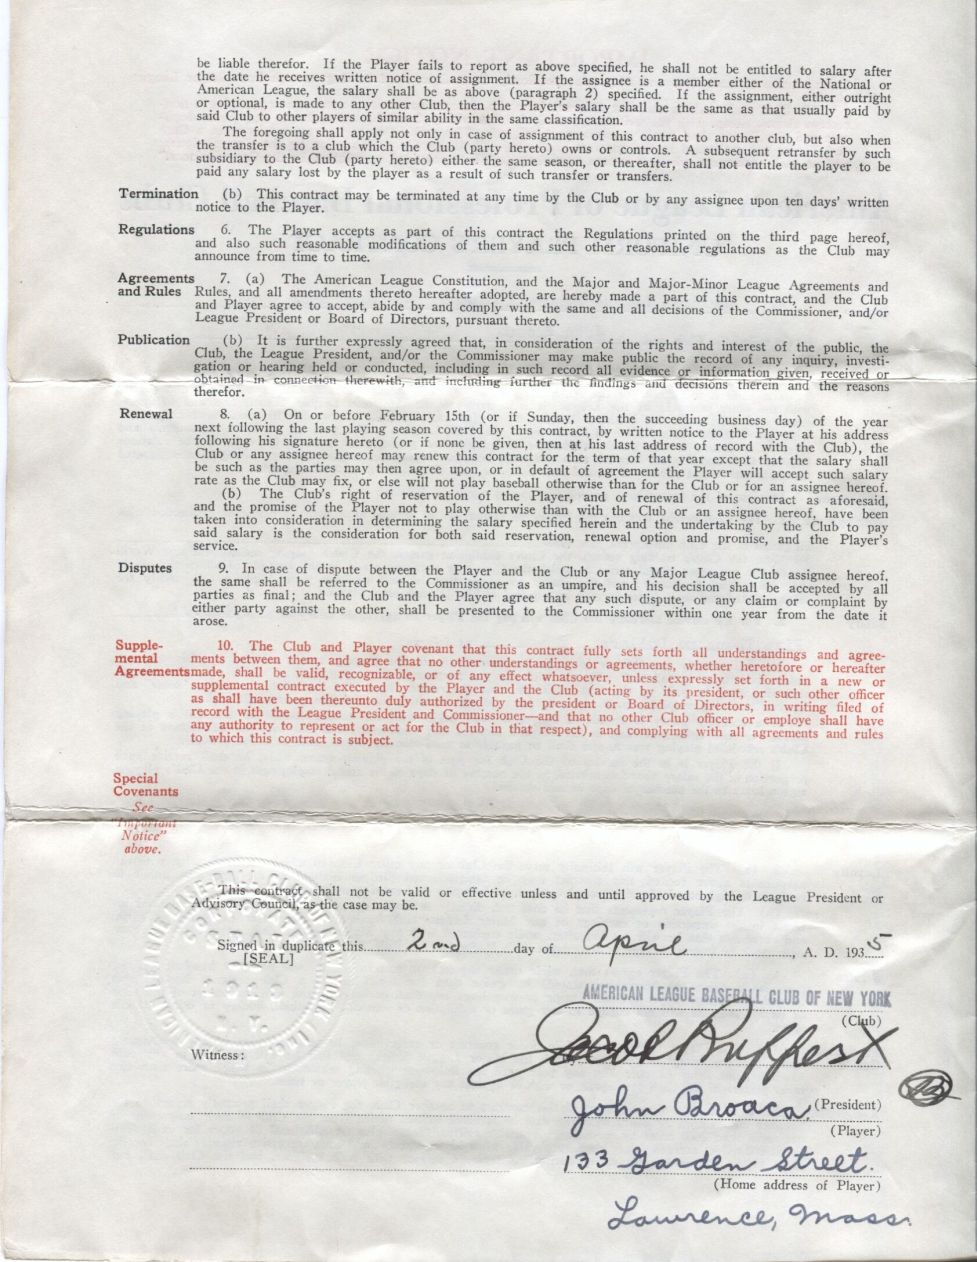 be liable therefor. If the Player fails to report as above specified, he shall not be entitled to salary after
the date he receives written notice of assignment. If the assignee is a member either of the National or
American League, the salary shall be as above (paragraph 2) specified. If the assignment, either outright
or optional, is made to any other Club, then the Player's salary shall be the same as that usually paid by
said Club to other players of similar ability in the same classification.
The foregoing shall apply not only in case of assignment of this contract to another club, but also when
the transfer is to a club which the Club (party hereto) owns or controls. A subsequent retransfer by such
subsidiary to the Club (party hereto) either the same season, or thereafter, shall not entitle the player to be
paid any salary lost by the player as a result of such transfer or transfers.
Termination (b) This contract may be terminated at any time by the Club or by any assignee upon ten days' written
notice to the Player.
Regulations 6. The Player accepts as part of this contract the Regulations printed on the third page hereof,
and also such reasonable modifications of them and such other reasonable regulations as the Club may
announce from time to time.
Agreements 7. (a) The American League Constitution, and the Major and Major-Minor League Agreements and
and Rules Rules, and all amendments thereto hereafter adopted, are hereby made a part of this contract, and the Club
and Player agree to accept, abide by and comply with the same and all decisions of the Commissioner, and/or
League President or Board of Directors, pursuant thereto.
Publication (b) It is further expressly agreed that, in consideration of the rights and interest of the public, the
Club, the League President, and/or the Commissioner may make public the record of any inquiry, investi-
gation or hearing held or conducted, including in such record all evidence or information given, received or
obtained in connection therewith, and including further the findings and decisions therein and the reasons
therefor.
Renewal 8. (a) On or before February 15th (or if Sunday, then the succeeding business day) of the year
next following the last playing season covered by this contract, by written notice to the Player at his address
following his signature hereto (or if none be given, then at his last address of record with the Club), the
Club or any assignee hereof may renew this contract for the term of that year except that the salary shall
be such as the parties may then agree upon, or in default of agreement the Player will accept such salary
rate as the Club may fix, or else will not play baseball otherwise than for the Club or for an assignee hereof.
(b) The Club's right of reservation of the Player, and of renewal of this contract as aforesaid,
and the promise of the Player not to play otherwise than with the Club or an assignee hereof, have been
taken into consideration in determining the salary specified herein and the undertaking by the Club to pay
said salary is the consideration for both said reservation, renewal option and promise, and the Player's
service.
Disputes 9. In case of dispute between the Player and the Club or any Major League Club assignee hereof,
the same shall be referred to the Commissioner as an umpire, and his decision shall be accepted by all
parties as final; and the Club and the Player agree that any such dispute, or any claim or complaint by
either party against the other, shall be presented to the Commissioner within one year from the date it
arose.
Supple- 10. The Club and Player covenant that this contract fully sets forth all understandings and agree-
mental ments between them, and agree that no other understandings or agreements, whether heretofore or hereafter
Agreements made, shall be valid, recognizable, or of any effect whatsoever, unless expressly set forth in a new or
supplemental contract executed by the Player and the Club (acting by its president, or such other officer
as shall have been thereunto duly authorized by the president or Board of Directors, in writing filed of
record with the League President and Commissioner—and that no other Club officer or employe shall have
any authority to represent or act for the Club in that respect), and complying with all agreements and rules
to which this contract is subject.
Special
Covenants
See
"Important
Notice"
above.
This contract shall not be valid or effective unless and until approved by the League President or
Advisory Council, as the case may be.
Signed in duplicate this 2nd day of April, A. D. 1935
[SEAL]
AMERICAN LEAGUE BASEBALL CLUB OF NEW YORK
(Club)
Jacob Ruppert
Witness:
(President)
John Broaca
(Player)
133 Garden Street.
(Home address of Player)
Lawrence, Mass.